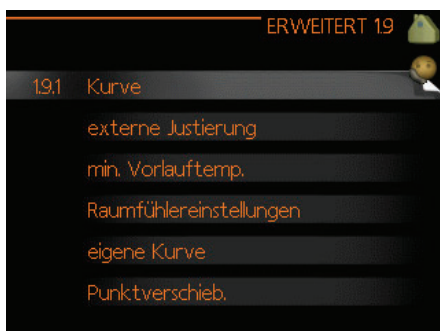 ERWEITERT 1.9
1.9.1 Kurve
externe Justierung
min. Vorlauftemp.
Raumfühlereinstellungen
eigene Kurve
Punktverschieb.